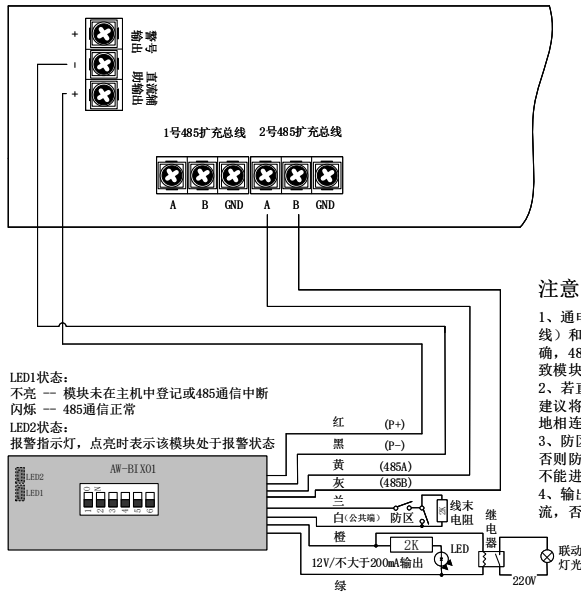 +
-
+
警号
输出
直流辅
助输出
1号485扩充总线 2号485扩充总线
A B GND A B GND
注意
1、通电
线）和
确，48
致模块
2、若直
建议将
地相连
3、防区
否则防
不能进
4、输出
流，否
LED1状态：
不亮 -- 模块未在主机中登记或485通信中断
闪烁 -- 485通信正常
LED2状态：
报警指示灯，点亮时表示该模块处于报警状态
AW-BIX01
LED2
LED1
O N
1 2 3 4 5 6
红 (P+)
黑 (P-)
黄 (485A)
灰 (485B)
兰
白(公共端) 防区
橙
绿
2K
线末
电阻
继
电
器
2K
LED
12V/不大于200mA输出
220V
联动
灯光